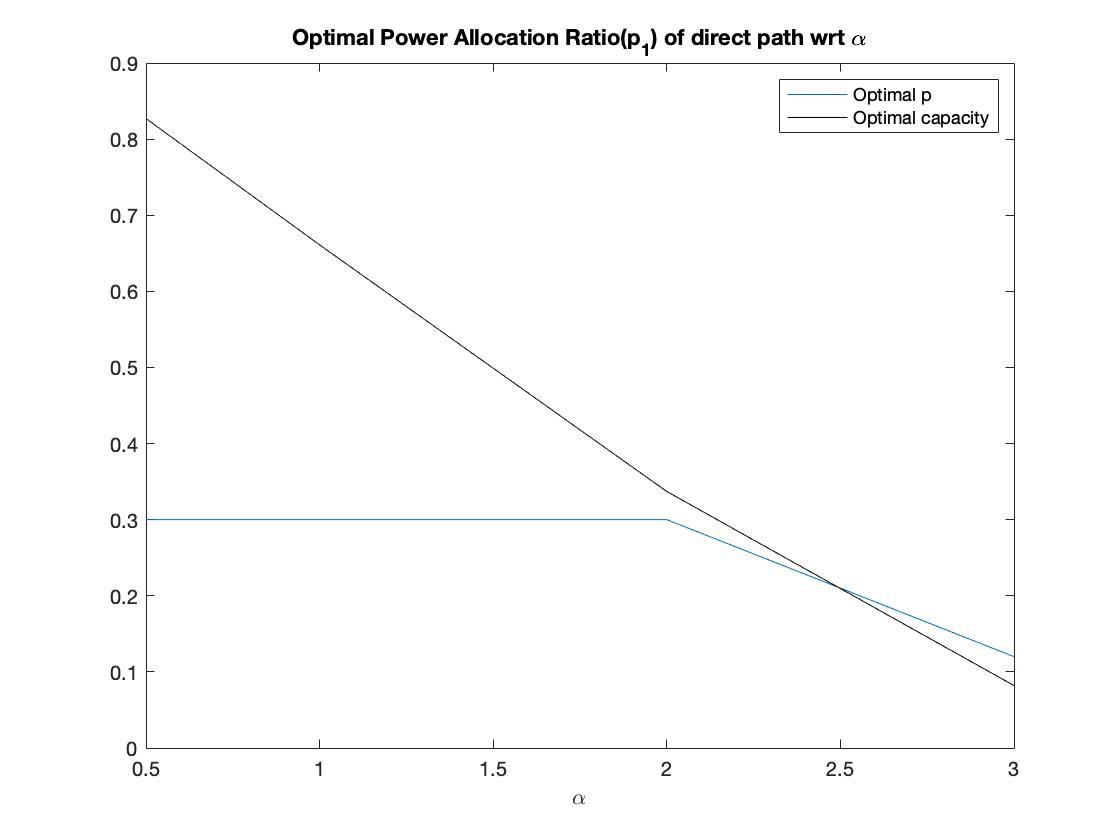 Optimal Power Allocation Ratio(p1) of direct path wrt α
0.9
0.8
0.7
0.6
0.5
0.4
0.3
0.2
0.1
0
Optimal p
Optimal capacity
0.5 1 1.5 2 2.5 3
α